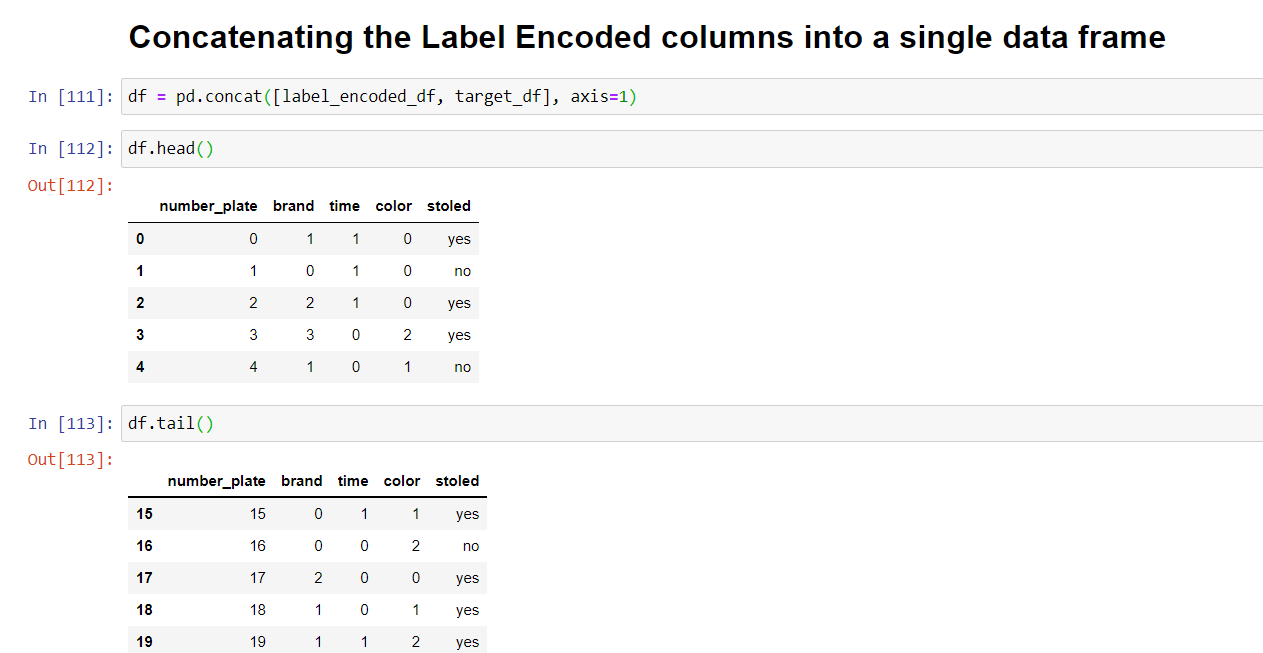 Concatenating the Label Encoded columns into a single data frame
In [111]: df = pd.concat([label_encoded_df, target_df], axis=1)
In [112]: df.head()
Out[112]:
number_plate brand time color stoled
0 0 1 1 0 yes
1 1 0 1 0 no
2 2 2 1 0 yes
3 3 3 0 2 yes
4 4 1 0 1 no
In [113]: df.tail()
Out[113]:
number_plate brand time color stoled
15 15 0 1 1 yes
16 16 0 0 2 no
17 17 2 0 0 yes
18 18 1 0 1 yes
19 19 1 1 2 yes